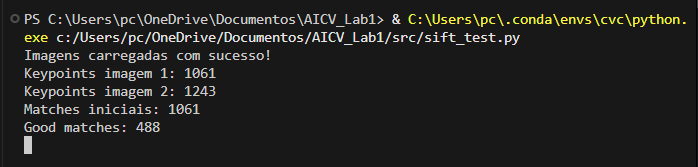 PS C:\Users\pc\OneDrive\Documentos\AICV_Lab1> & C:\Users\pc\.conda\envs\cvc\python.
exe c:/Users/pc/OneDrive/Documentos/AICV_Lab1/src/sift_test.py
Imagens carregadas com sucesso!
Keypoints imagem 1: 1061
Keypoints imagem 2: 1243
Matches iniciais: 1061
Good matches: 488